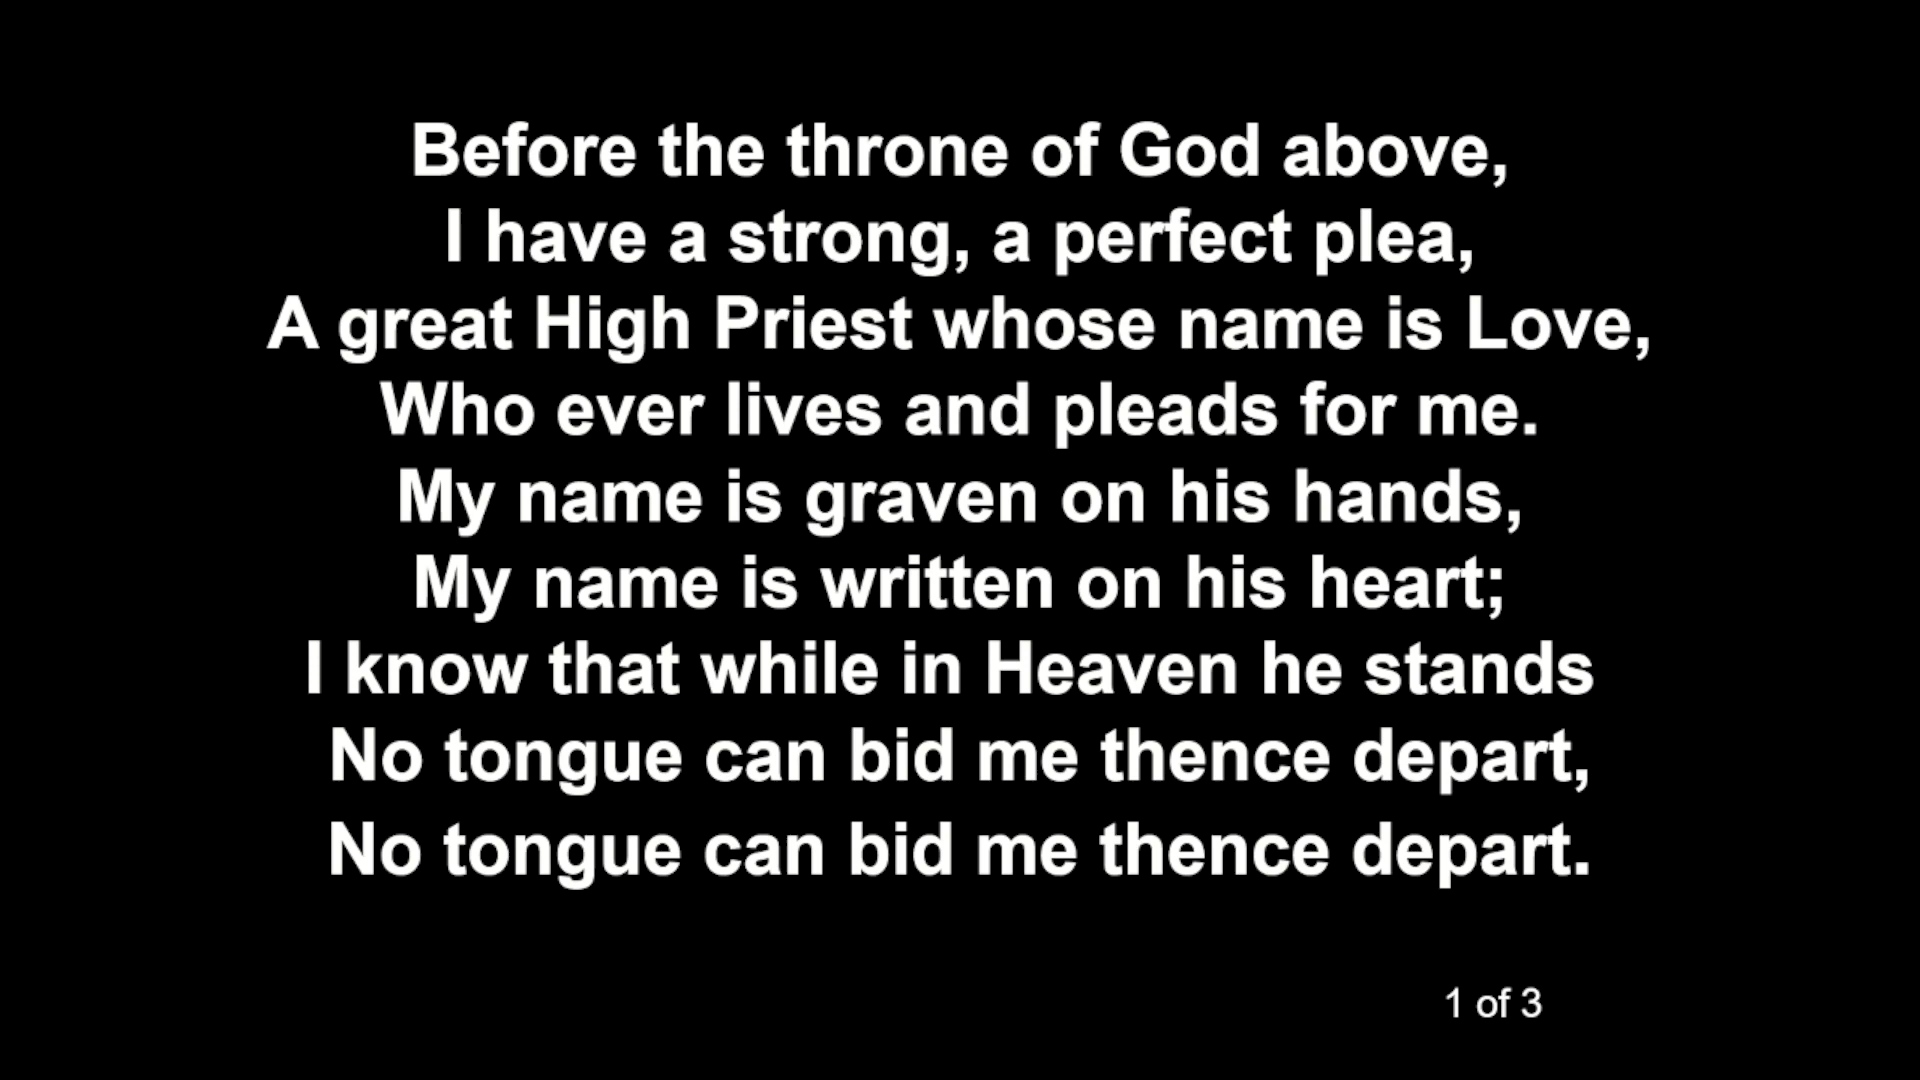 Before the throne of God above,
I have a strong, a perfect plea,
A great High Priest whose name is Love,
Who ever lives and pleads for me.
My name is graven on his hands,
My name is written on his heart;
I know that while in Heaven he stands
No tongue can bid me thence depart,
No tongue can bid me thence depart.
1 of 3